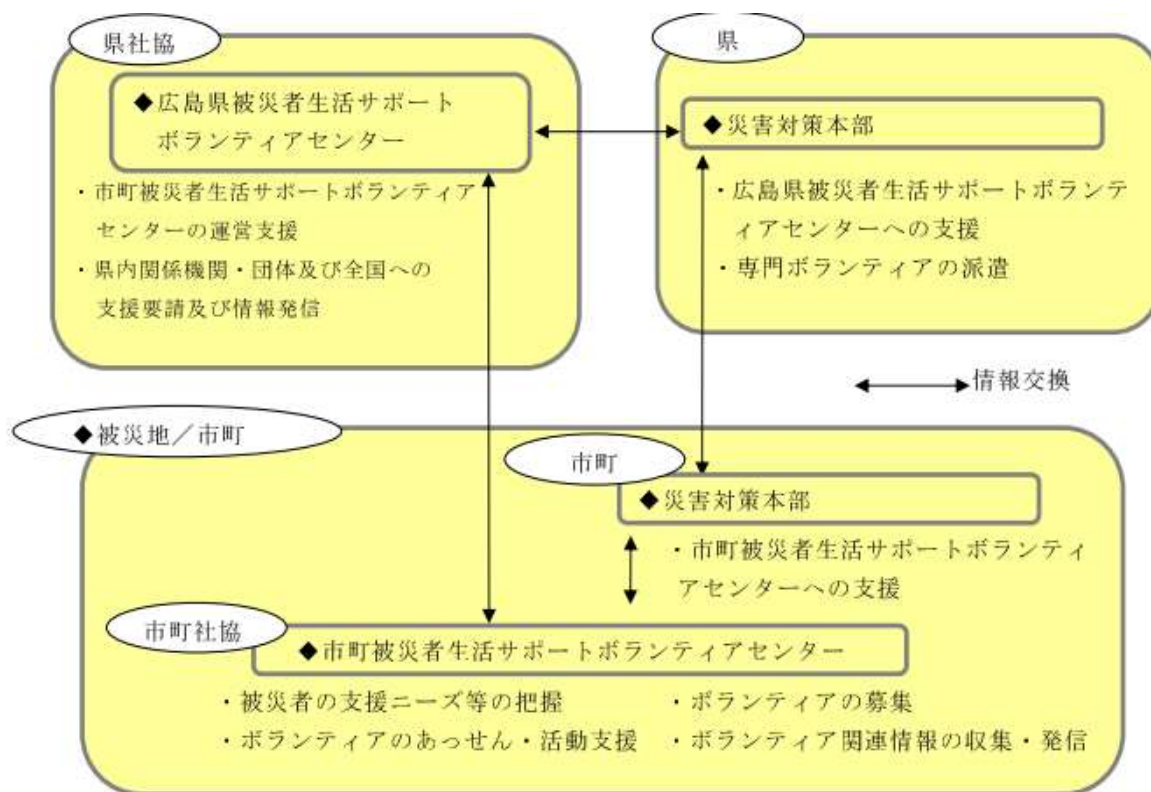 県社協
◆広島県被災者生活サポート
ボランティアセンター
・市町被災者生活サポートボランティア
センターの運営支援
・県内関係機関・団体及び全国への
支援要請及び情報発信
県
◆災害対策本部
・広島県被災者生活サポートボランテ
ィアセンターへの支援
・専門ボランティアの派遣
情報交換
◆被災地／市町
市町
◆災害対策本部
・市町被災者生活サポートボランティ
アセンターへの支援
市町社協
◆市町被災者生活サポートボランティアセンター
・被災者の支援ニーズ等の把握
・ボランティアの募集
・ボランティアのあっせん・活動支援
・ボランティア関連情報の収集・発信